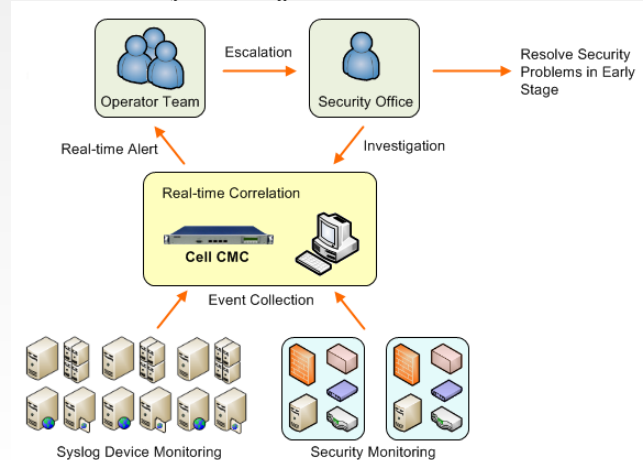 Escalation
Operator Team
Security Office
Resolve Security
Problems in Early
Stage
Real-time Alert
Investigation
Real-time Correlation
Cell CMC
Event Collection
Syslog Device Monitoring
Security Monitoring